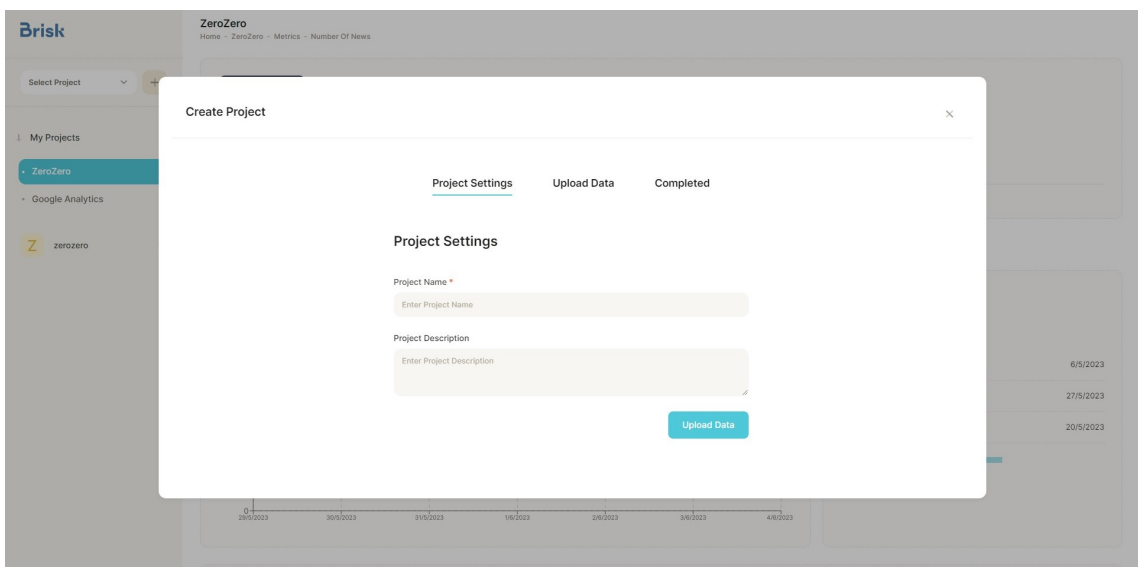 Brisk
ZeroZero
Home - ZeroZero - Metrics - Number Of News
Select Project
+
My Projects
ZeroZero
Google Analytics
Z zerozero
Create Project
×
Project Settings Upload Data Completed
Project Settings
Project Name *
Enter Project Name
Project Description
Enter Project Description
Upload Data
6/5/2023
27/5/2023
20/5/2023
0
29/5/2023 30/5/2023 31/5/2023 1/6/2023 2/6/2023 3/6/2023 4/6/2023